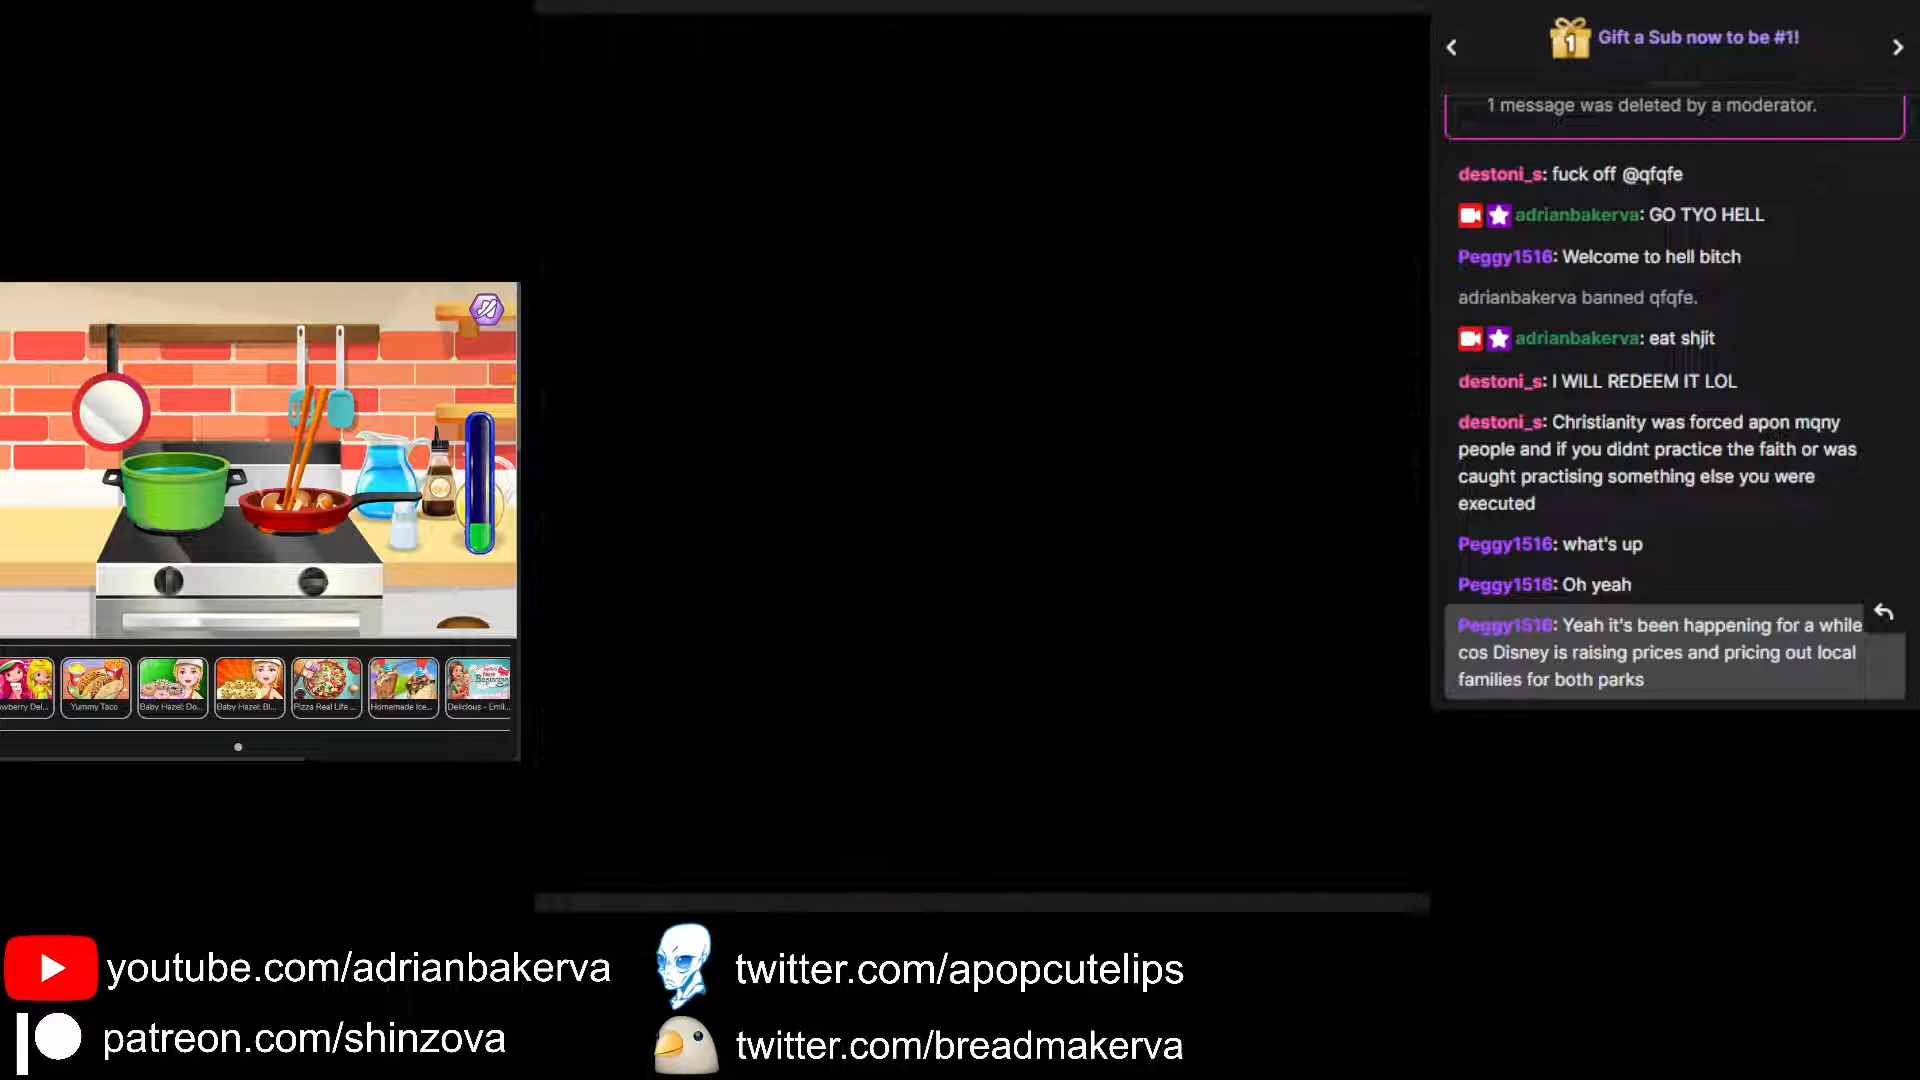 Gift a Sub now to be #1!
1
1 message was deleted by a moderator.
destoni_s: fuck off @qfqfe
adrianbakerva: GO TYO HELL
Peggy1516: Welcome to hell bitch
adrianbakerva banned qfqfe.
adrianbakerva: eat shjit
destoni_s: I WILL REDEEM IT LOL
destoni_s: Christianity was forced apon mqny
people and if you didnt practice the faith or was
caught practising something else you were
executed
Peggy1516: what's up
Peggy1516: Oh yeah
Peggy1516: Yeah it's been happening for a while
cos Disney is raising prices and pricing out local
families for both parks
wberry Del...
Yummy Taco
Baby Hazel: Do...
Baby Hazel: Bl...
Pizza Real Life ...
Homemade Ice...
Delicious - Emil...
youtube.com/adrianbakerva
twitter.com/apopcutelips
patreon.com/shinzova
twitter.com/breadmakerva